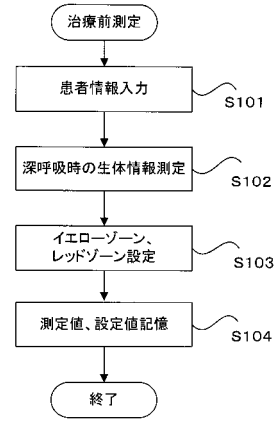 治療前測定
患者情報入力
S101
深呼吸時の生体情報測定
S102
イエローゾーン、
レッドゾーン設定
S103
測定値、設定値記憶
S104
終了